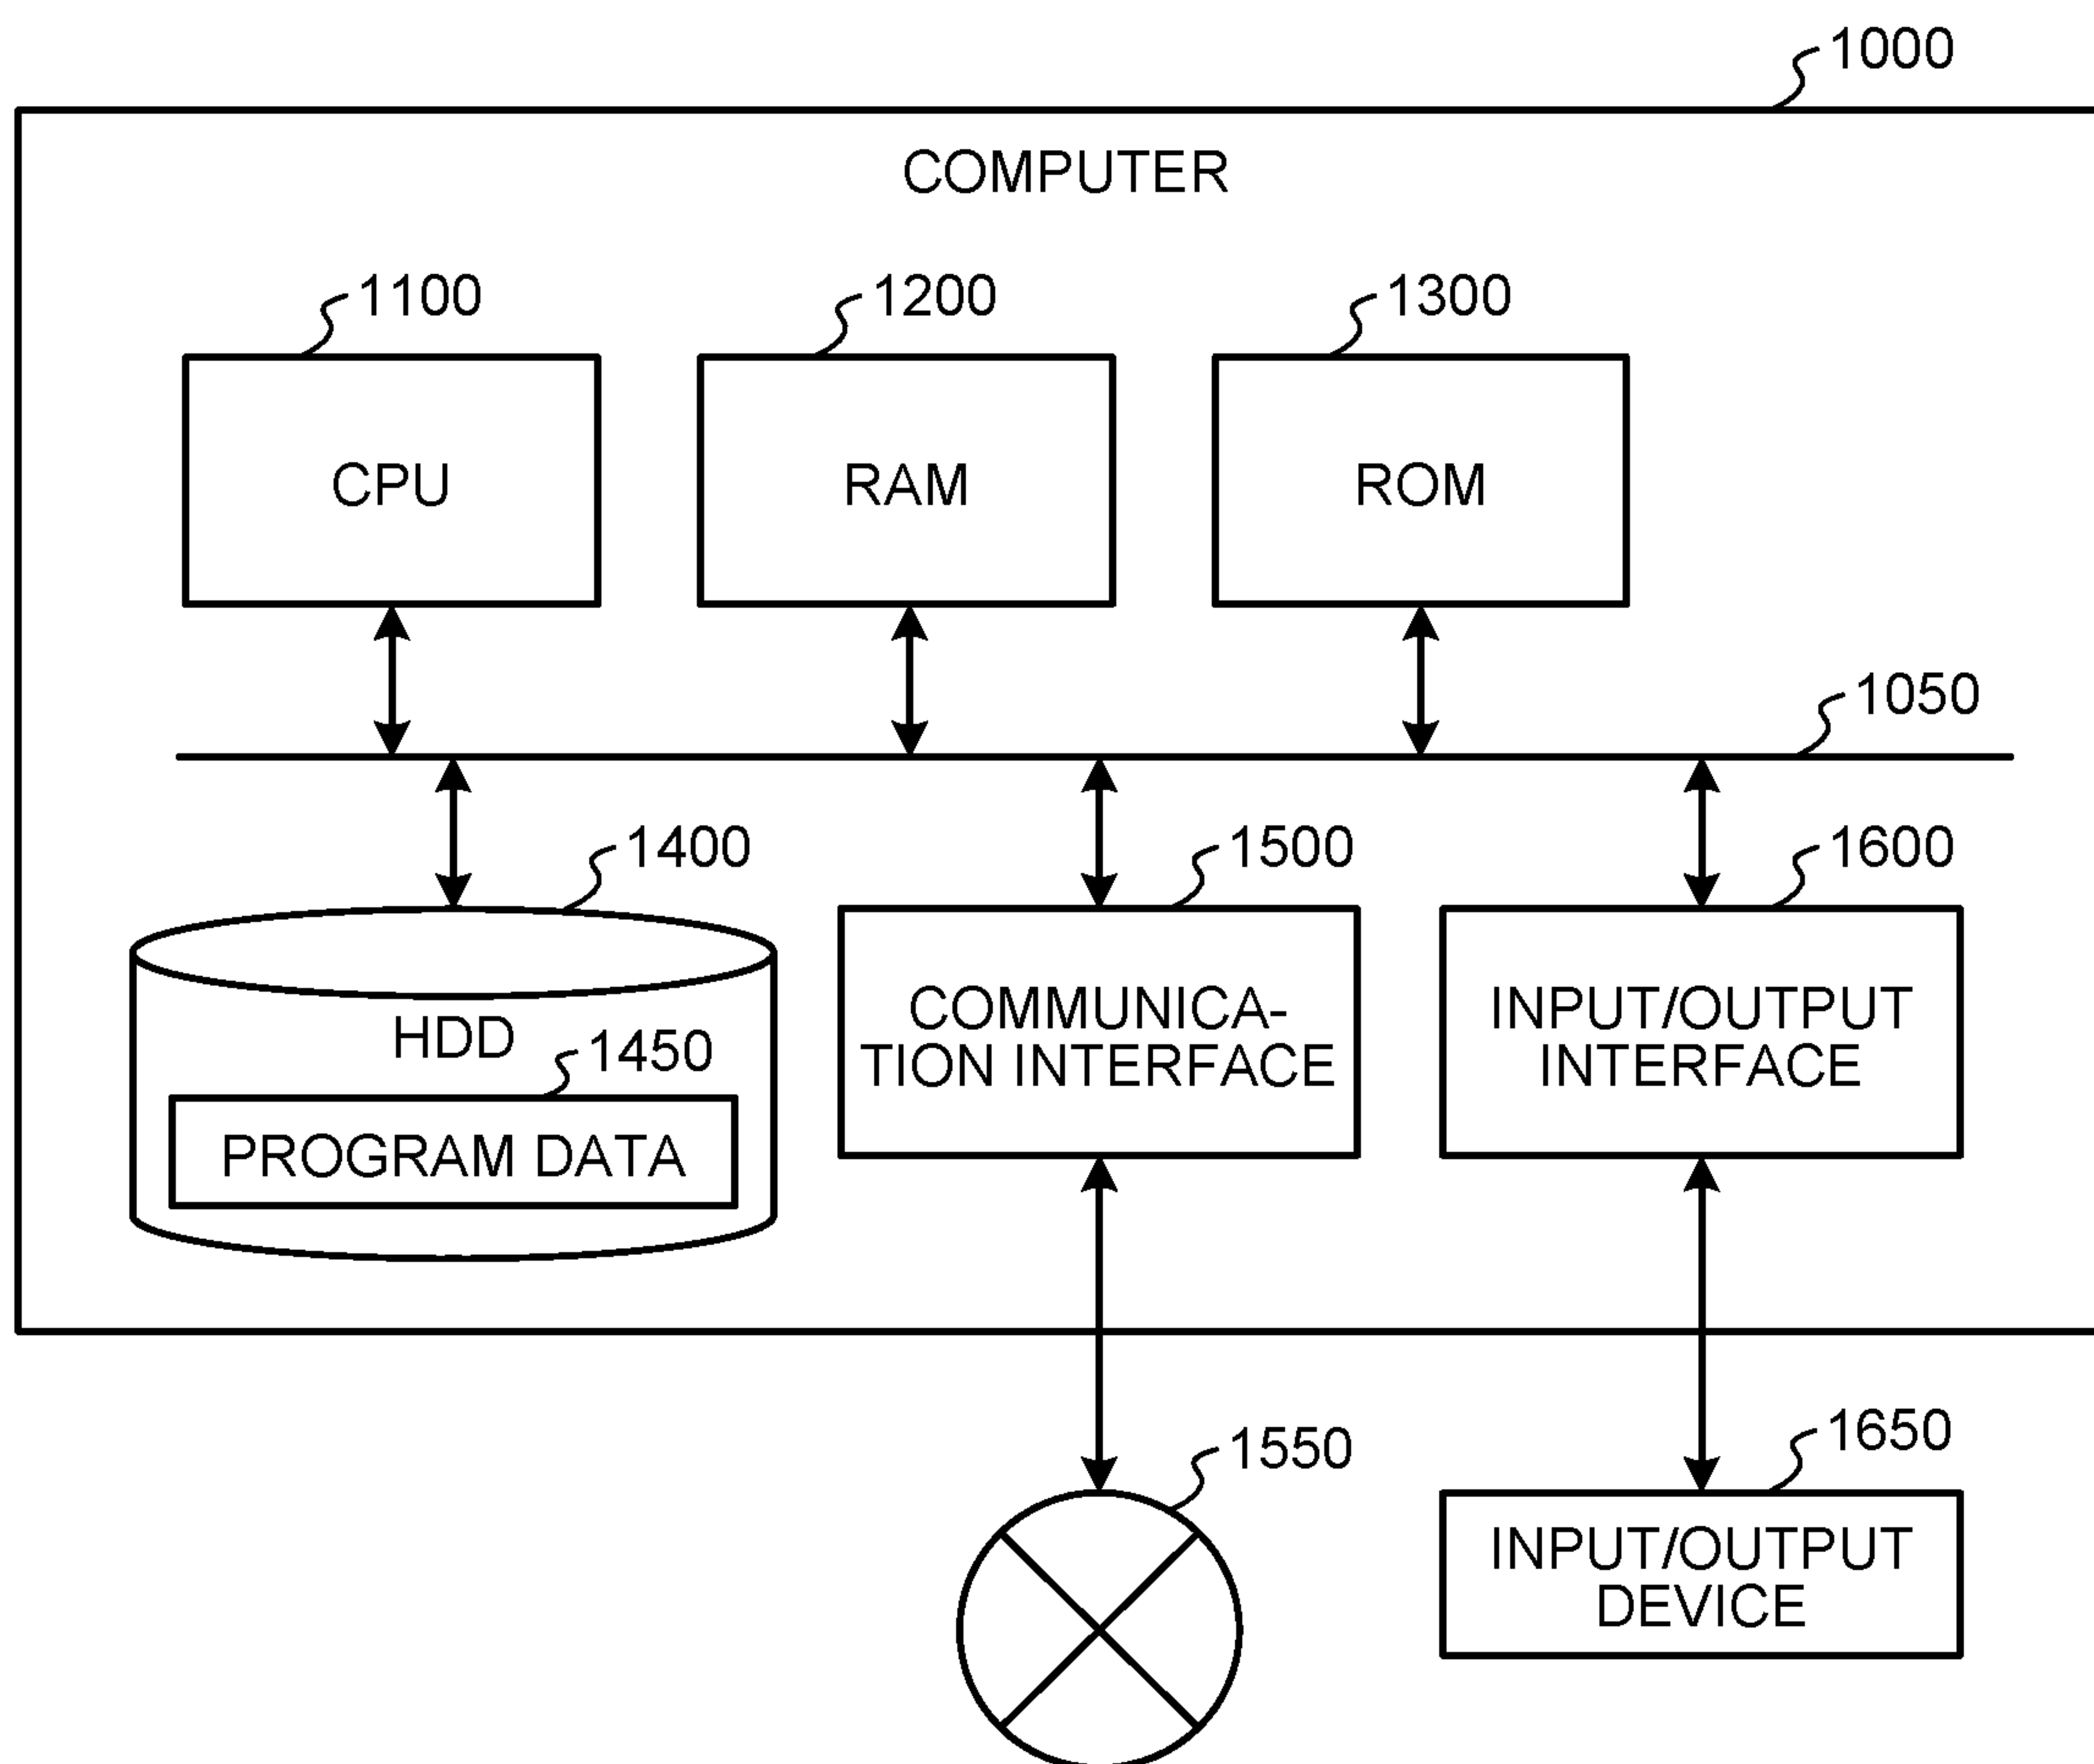 1000
COMPUTER
1100
1200
1300
CPU
RAM
ROM
1050
1400
1500
1600
HDD
1450
PROGRAM DATA
COMMUNICA-
TION INTERFACE
INPUT/OUTPUT
INTERFACE
1550
1650
INPUT/OUTPUT
DEVICE